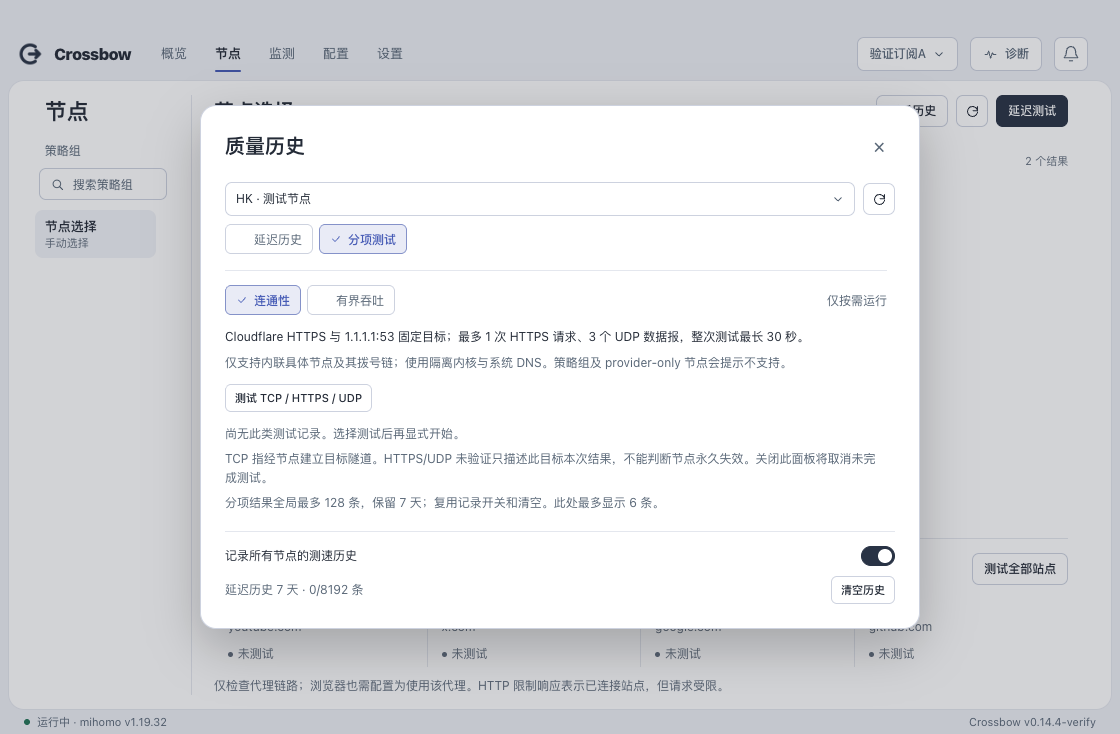 Crossbow 概览 节点 监测 配置 设置 验证订阅A 诊断
节点
历史 延迟测试
策略组
2 个结果
搜索策略组
节点选择
手动选择
质量历史
HK · 测试节点
延迟历史 分项测试
连通性 有界吞吐 仅按需运行
Cloudflare HTTPS 与 1.1.1.1:53 固定目标；最多 1 次 HTTPS 请求、3 个 UDP 数据报，整次测试最长 30 秒。
仅支持内联具体节点及其拨号链；使用隔离内核与系统 DNS。策略组及 provider-only 节点会提示不支持。
测试 TCP / HTTPS / UDP
尚无此类测试记录。选择测试后再显式开始。
TCP 指经节点建立目标隧道。HTTPS/UDP 未验证只描述此目标本次结果，不能判断节点永久失效。关闭此面板将取消未完
成测试。
分项结果全局最多 128 条，保留 7 天；复用记录开关和清空。此处最多显示 6 条。
记录所有节点的测速历史
延迟历史 7 天 · 0/8192 条 清空历史
测试全部站点
youtube.com x.com google.com github.com
未测试 未测试 未测试 未测试
仅检查代理链路；浏览器也需配置为使用该代理。HTTP 限制响应表示已连接站点，但请求受限。
运行中 · mihomo v1.19.32 Crossbow v0.14.4-verify